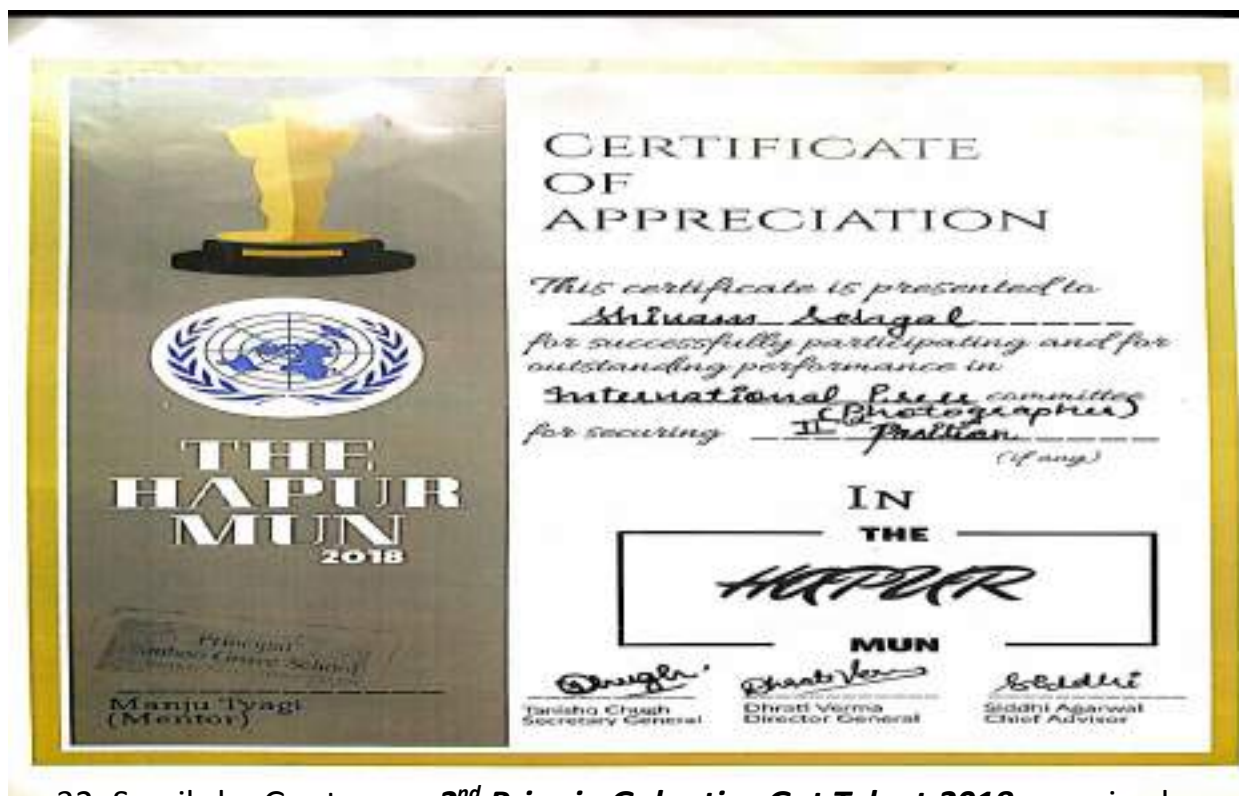 THE
HAPUR
MUN
2018
Principal
School
Manju Tyagi
(Mentor)
CERTIFICATE
OF
APPRECIATION
This certificate is presented to
Shivam Sehgal
for successfully participating and for
outstanding performance in
International Press committee
(Photographer)
for securing II Position
(if any)
IN
THE
HAPUR
MUN
Tanisha Chugh
Secretary General
Dhrati Verma
Director General
Siddhi Agarwal
Chief Advisor